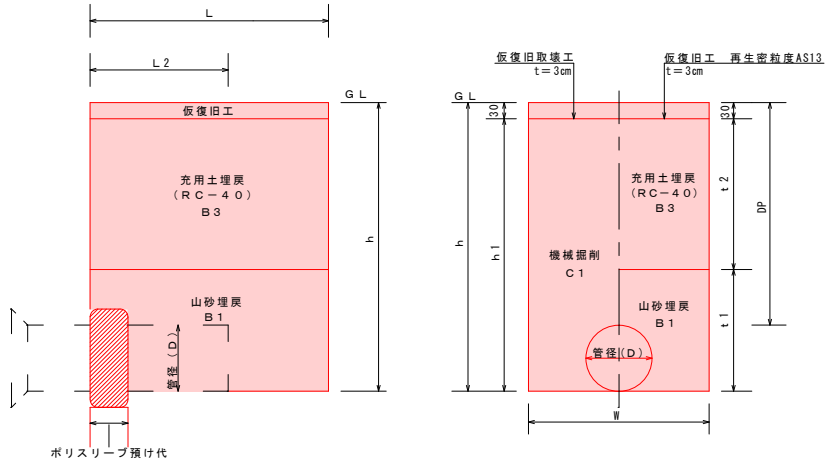 L
L2
GL
仮復旧工
充用土埋戻
(RC-40)
B3
h
山砂埋戻
B1
管径(D)
ポリスリーブ預け代
仮復旧取壊工
t=3cm
仮復旧工 再生密粒度AS13
t=3cm
GL
30
30
充用土埋戻
(RC-40)
B3
t2
DP
h
h1
機械掘削
C1
山砂埋戻
B1
t1
管径(D)
W